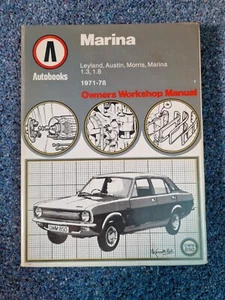 Marina
Autobooks
Leyland, Austin, Morris, Marina
1.3, 1.8
1971-78
Owners Workshop Manual